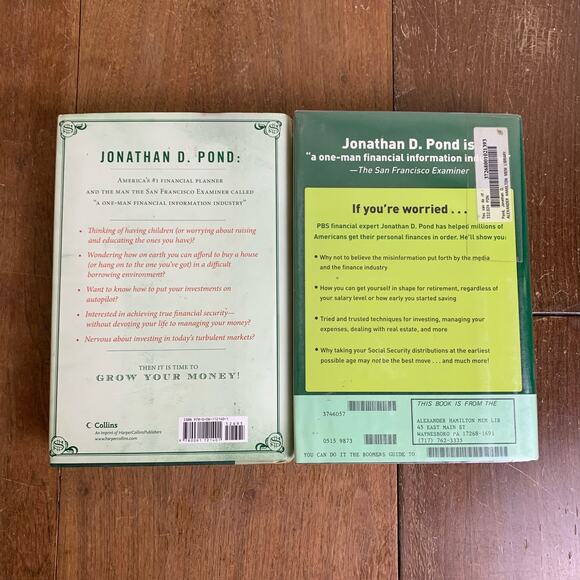 JONATHAN D. POND:
AMERICA'S #1 FINANCIAL PLANNER
AND THE MAN THE SAN FRANCISCO EXAMINER CALLED
"A ONE-MAN FINANCIAL INFORMATION INDUSTRY"
• Thinking of having children (or worrying about raising
and educating the ones you have)?
• Wondering how on earth you can afford to buy a house
(or hang on to the one you've got) in a difficult
borrowing environment?
• Want to know how to put your investments on
autopilot?
• Interested in achieving true financial security—
without devoting your life to managing your money?
• Nervous about investing in today's turbulent markets?
THEN IT IS TIME TO
GROW YOUR MONEY!
Collins
An Imprint of HarperCollinsPublishers
www.harpercollins.com
Jonathan D. Pond is
"a one-man financial information
—The San Francisco Examiner
If you're worried . . .
PBS financial expert Jonathan D. Pond has helped millions of
Americans get their personal finances in order. He'll show you:
• Why not to believe the misinformation put forth by the media
and the finance industry
• How you can get yourself in shape for retirement, regardless of
your salary level or how early you started saving
• Tried and trusted techniques for investing, managing your
expenses, dealing with real estate, and more
• Why taking your Social Security distributions at the earliest
possible age may not be the best move . . . and much more!
3746057
0515 9873
THIS BOOK IS FROM THE
ALEXANDER HAMILTON MEM LIB
45 EAST MAIN ST
WAYNESBORO PA 17268-1691
(717) 762-3335
YOU CAN DO IT THE BOOMERS GUIDE TO